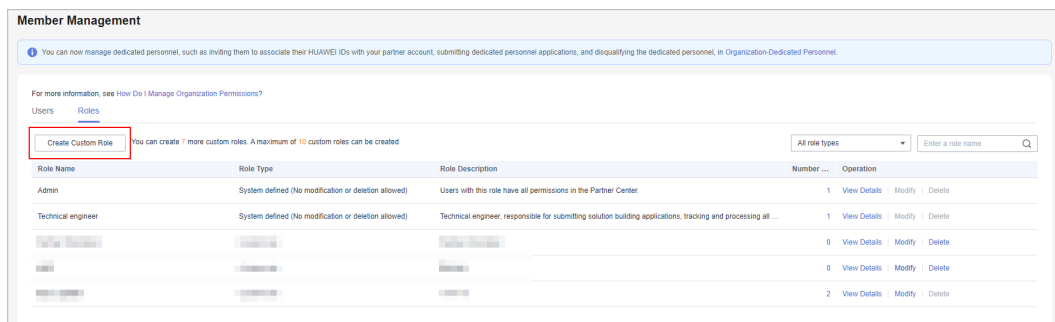 Member Management
You can now manage dedicated personnel, such as inviting them to associate their HUAWEI IDs with your partner account, submitting dedicated personnel applications, and disqualifying the dedicated personnel, in Organization-Dedicated Personnel.
For more information, see How Do I Manage Organization Permissions?
Users Roles
Create Custom Role You can create 7 more custom roles. A maximum of 10 custom roles can be created. All role types Enter a role name
Role Name Role Type Role Description Number ... Operation
Admin System defined (No modification or deletion allowed) Users with this role have all permissions in the Partner Center. 1 View Details Modify Delete
Technical engineer System defined (No modification or deletion allowed) Technical engineer, responsible for submitting solution building applications, tracking and processing all ... 1 View Details Modify Delete
0 View Details Modify Delete
0 View Details Modify Delete
2 View Details Modify Delete